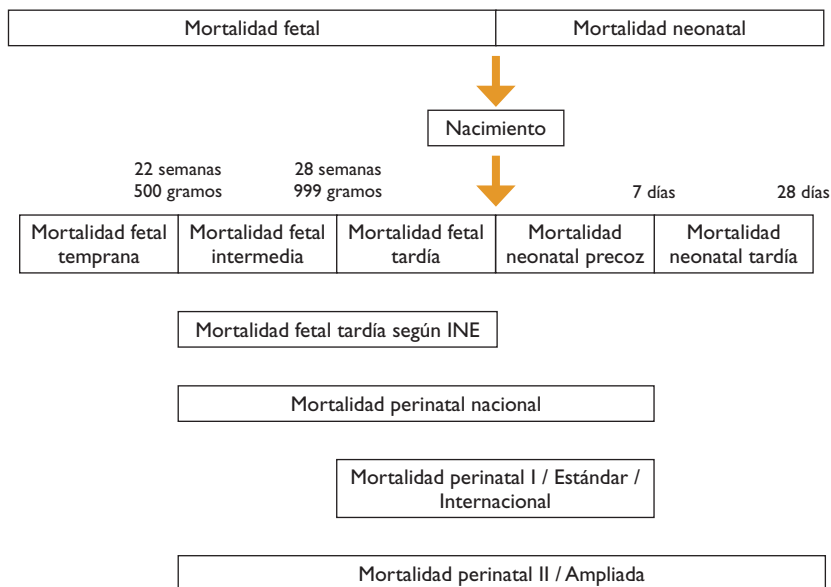 Mortalidad fetal
Mortalidad neonatal
Nacimiento
22 semanas
500 gramos
28 semanas
999 gramos
7 días
28 días
Mortalidad fetal
temprana
Mortalidad fetal
intermedia
Mortalidad fetal
tardía
Mortalidad
neonatal precoz
Mortalidad
neonatal tardía
Mortalidad fetal tardía según INE
Mortalidad perinatal nacional
Mortalidad perinatal I / Estándar /
Internacional
Mortalidad perinatal II / Ampliada